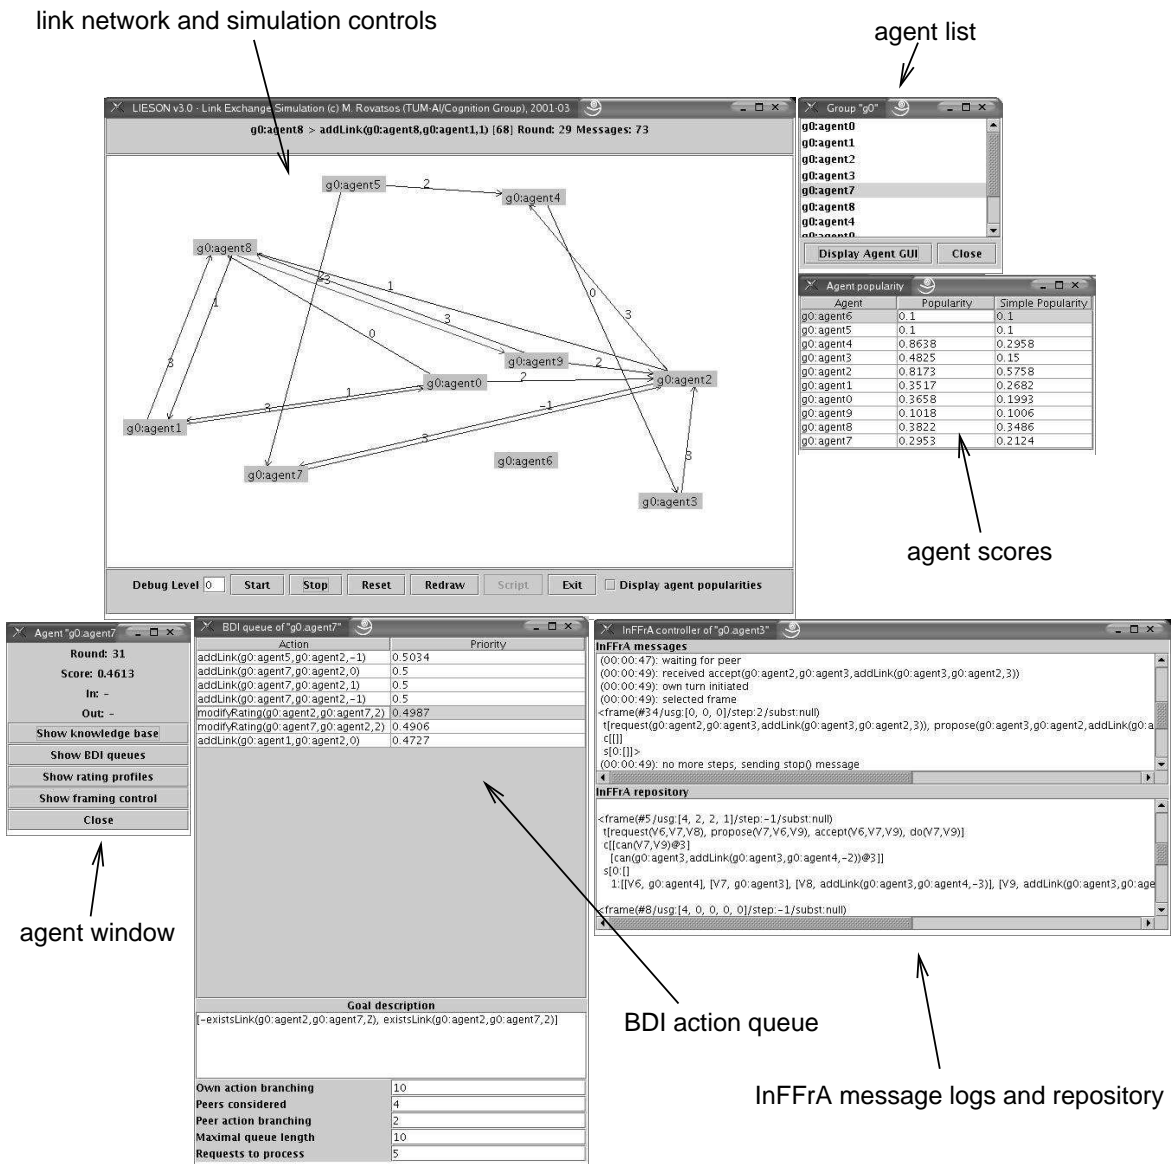 link network and simulation controls
agent list
LIESON v3.0 - Link Exchange Simulation (c) M. Rovatsos (TUM-AI/Cognition Group), 2001-03
g0:agent8 > addLink(g0:agent8,g0:agent1,1) [68] Round: 29 Messages: 73
g0:agent5
2
g0:agent4
g0:agent8
3
1
0
1
3
3
0
g0:agent9
2
3
g0:agent0
2
g0:agent2
1
3
-1
g0:agent1
3
g0:agent7
g0:agent6
3
g0:agent3
Debug Level 0
Start
Stop
Reset
Redraw
Script
Exit
Display agent popularities
Group "g0"
g0:agent0
g0:agent1
g0:agent2
g0:agent3
g0:agent7
g0:agent8
g0:agent4
Display Agent GUI
Close
Agent popularity
Agent Popularity Simple Popularity
g0:agent6 0.1 0.1
g0:agent5 0.1 0.1
g0:agent4 0.8638 0.2958
g0:agent3 0.4825 0.15
g0:agent2 0.8173 0.5758
g0:agent1 0.3517 0.2682
g0:agent0 0.3658 0.1993
g0:agent9 0.1018 0.1006
g0:agent8 0.3822 0.3486
g0:agent7 0.2953 0.2124
agent scores
Agent "g0:agent7
Round: 31
Score: 0.4613
In: -
Out: -
Show knowledge base
Show BDI queues
Show rating profiles
Show framing control
Close
agent window
BDI queue of "g0:agent7"
Action Priority
addLink(g0:agent5,g0:agent2,-1) 0.5034
addLink(g0:agent7,g0:agent2,0) 0.5
addLink(g0:agent7,g0:agent2,1) 0.5
addLink(g0:agent7,g0:agent2,-1) 0.5
modifyRating(g0:agent2,g0:agent7,2) 0.4987
modifyRating(g0:agent7,g0:agent2,2) 0.4906
addLink(g0:agent1,g0:agent2,0) 0.4727
Goal description
[-existsLink(g0:agent2,g0:agent7,2), existsLink(g0:agent2,g0:agent7,2)]
Own action branching 10
Peers considered 4
Peer action branching 2
Maximal queue length 10
Requests to process 5
BDI action queue
InFFrA controller of "g0:agent3"
InFFrA messages
(00:00:47): waiting for peer
(00:00:49): received accept(g0:agent2,g0:agent3,addLink(g0:agent3,g0:agent2,3))
(00:00:49): own turn initiated
(00:00:49): selected frame
<frame(#34/usg:[0, 0, 0]/step:2/subst:null)
t[request(g0:agent2,g0:agent3,addLink(g0:agent3,g0:agent2,3)), propose(g0:agent3,g0:agent2,addLink(g0:a
c[[]]
s[0:[]]>
(00:00:49): no more steps, sending stop() message
InFFrA repository
<frame(#5/usg:[4, 2, 2, 1]/step:-1/subst:null)
t[request(V6,V7,V8), propose(V7,V6,V9), accept(V6,V7,V9), do(V7,V9)]
c[[can(V7,V9)@3]
[can(g0:agent3,addLink(g0:agent3,g0:agent4,-2))@3]]
s[0:[]
1:[[V6, g0:agent4], [V7, g0:agent3], [V8, addLink(g0:agent3,g0:agent4,-3)], [V9, addLink(g0:agent3,g0:age
<frame(#8/usg:[4, 0, 0, 0, 0]/step:-1/subst:null)
InFFrA message logs and repository